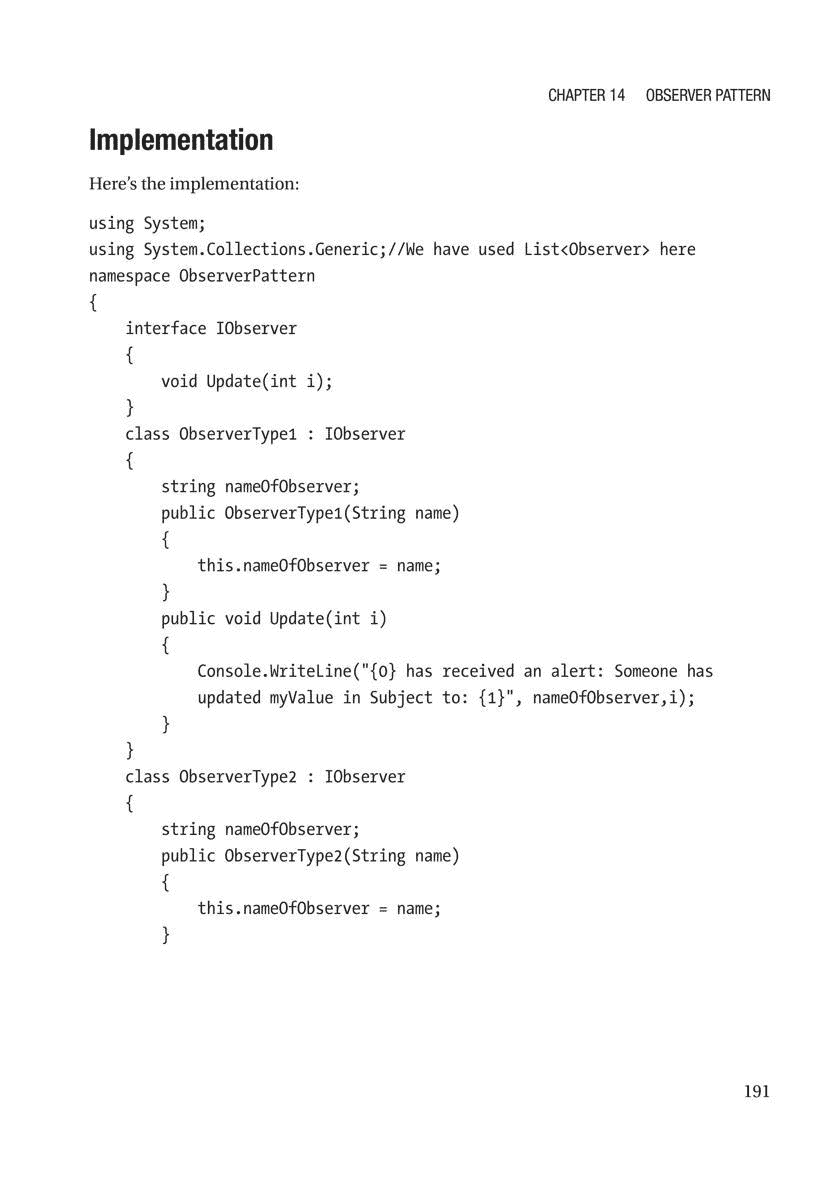 CHAPTER 14 OBSERVER PATTERN
Implementation
Here’s the implementation:
using System;
using System.Collections.Generic;//We have used List<Observer> here
namespace ObserverPattern
{
    interface IObserver
    {
        void Update(int i);
    }
    class ObserverType1 : IObserver
    {
        string nameOfObserver;
        public ObserverType1(String name)
        {
            this.nameOfObserver = name;
        }
        public void Update(int i)
        {
            Console.WriteLine("{0} has received an alert: Someone has
            updated myValue in Subject to: {1}", nameOfObserver,i);
        }
    }
    class ObserverType2 : IObserver
    {
        string nameOfObserver;
        public ObserverType2(String name)
        {
            this.nameOfObserver = name;
        }
191